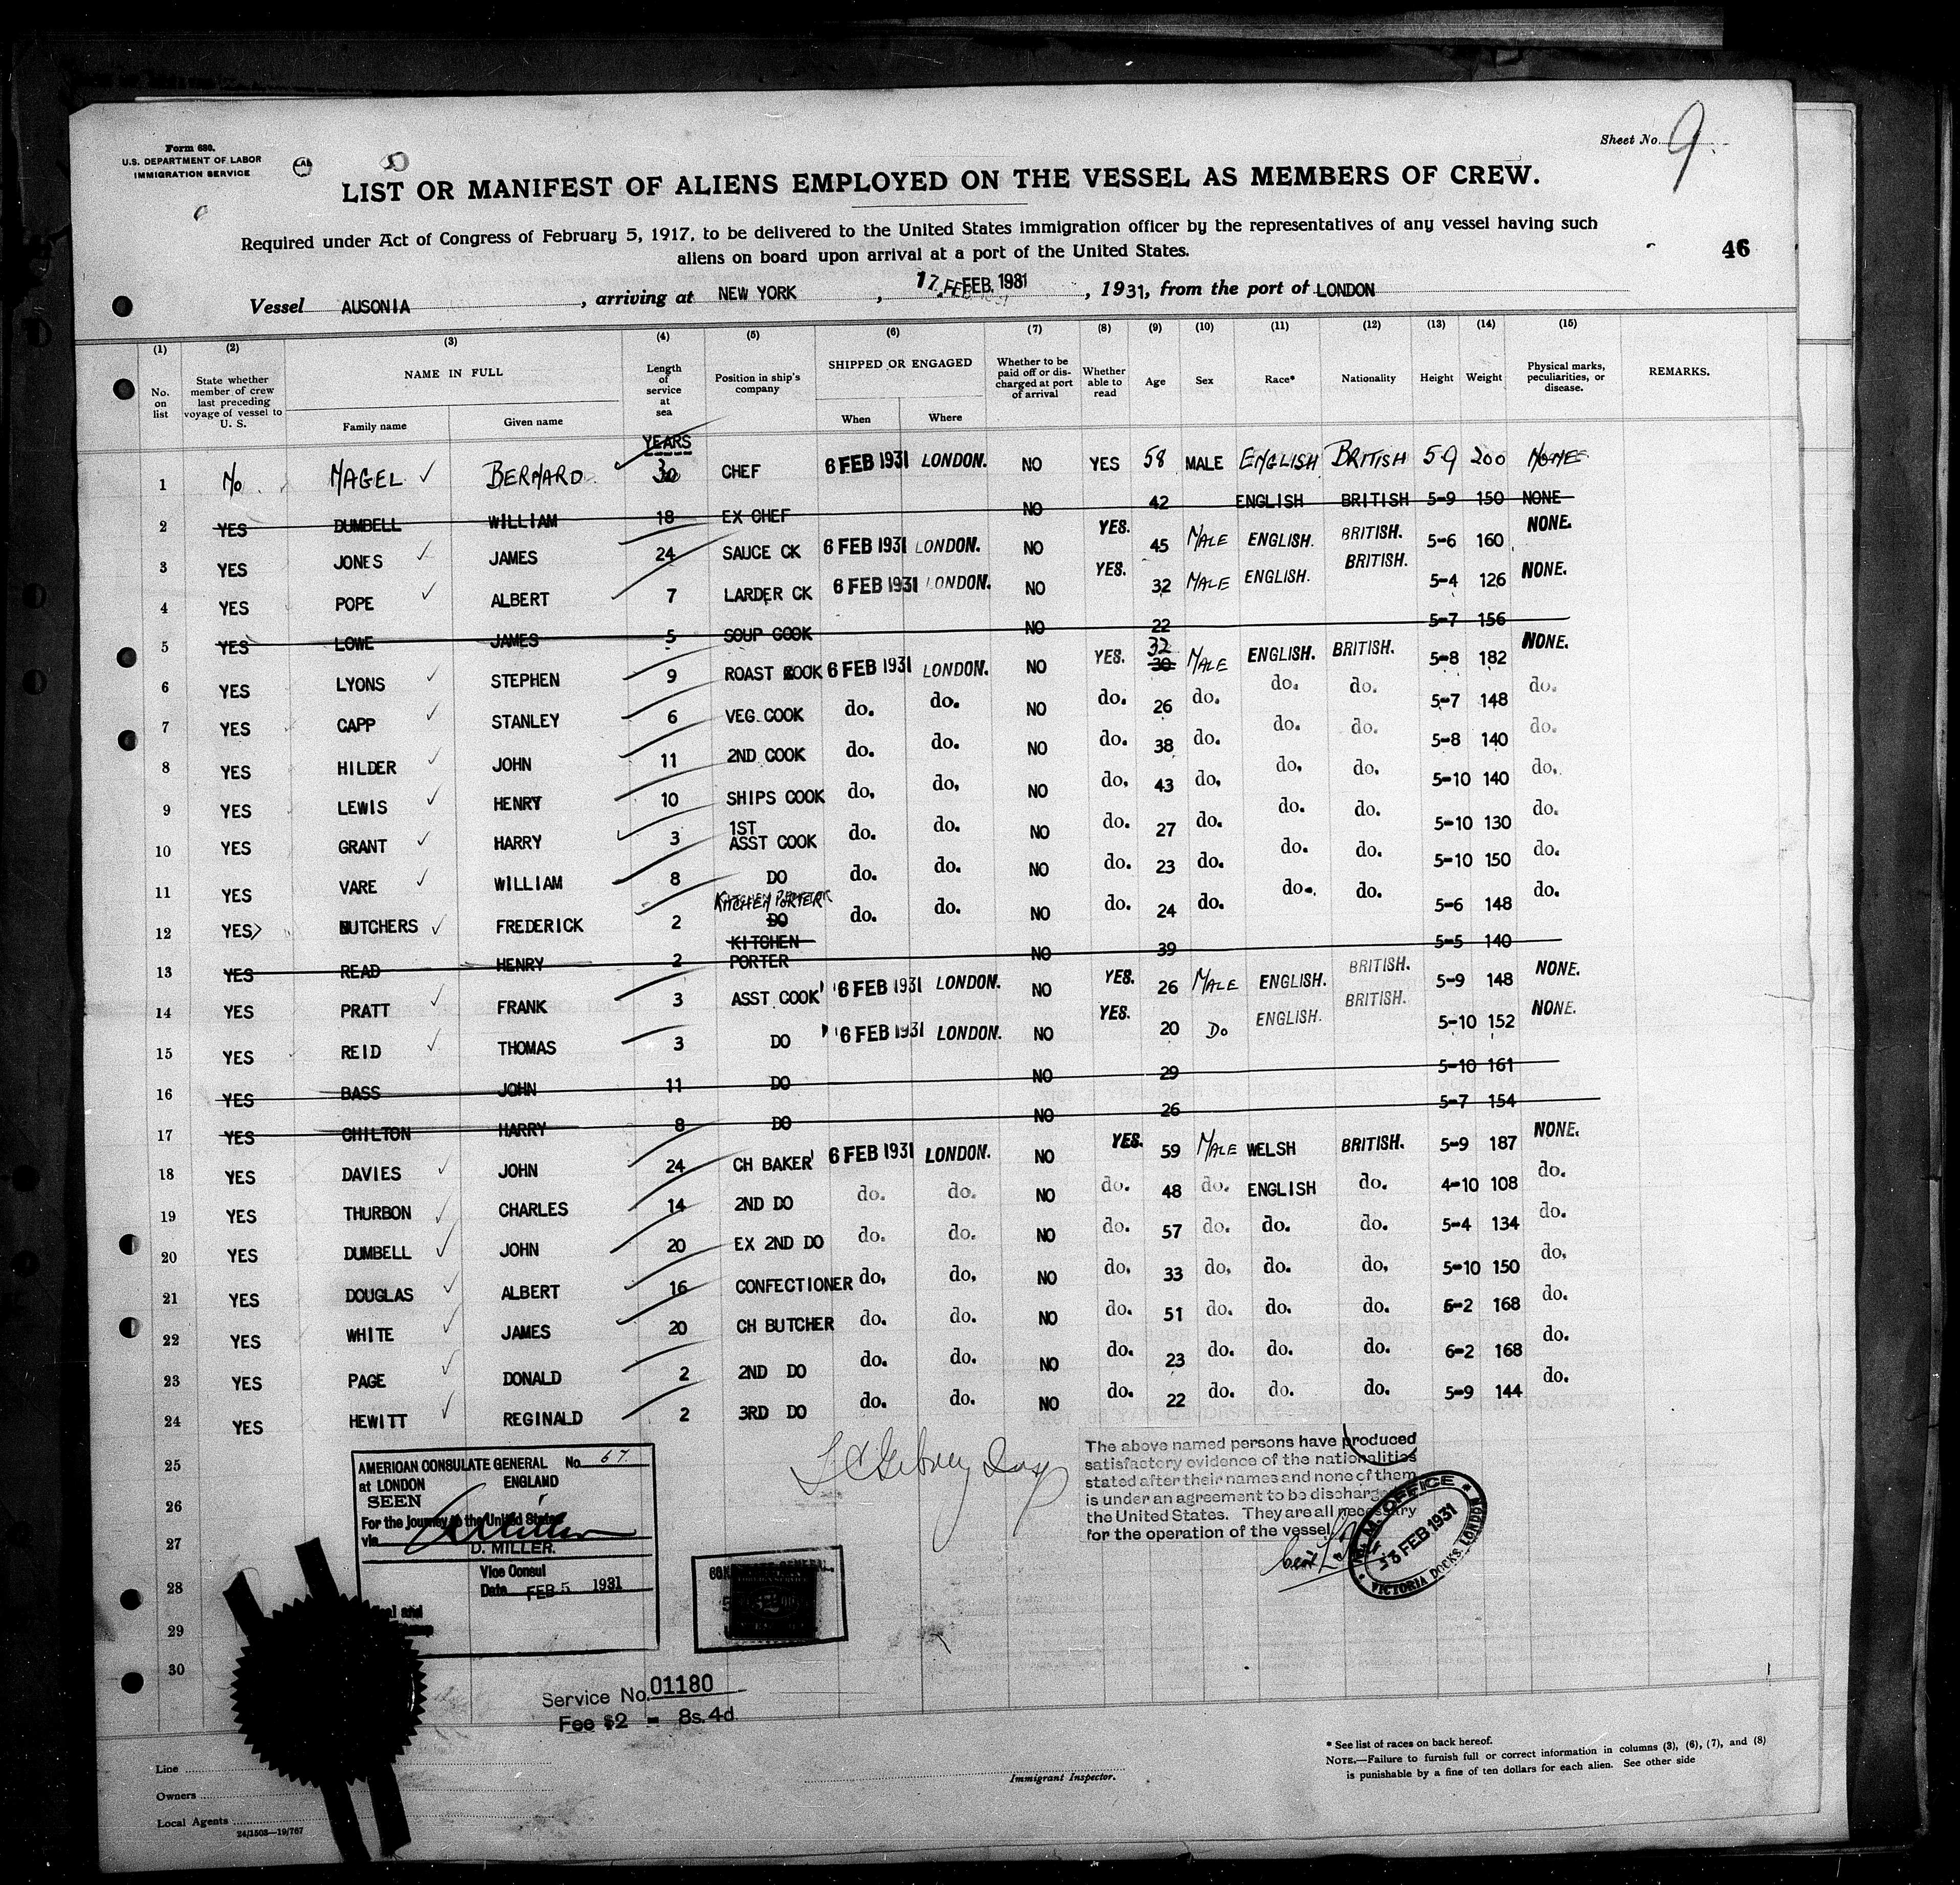 Form 680.
U.S. DEPARTMENT OF LABOR
IMMIGRATION SERVICE
Sheet No. 9.
LIST OR MANIFEST OF ALIENS EMPLOYED ON THE VESSEL AS MEMBERS OF CREW.
Required under Act of Congress of February 5, 1917, to be delivered to the United States immigration officer by the representatives of any vessel having such
aliens on board upon arrival at a port of the United States.
46
Vessel AUSONIA, arriving at NEW YORK, 17 FEB. 1931, 1931, from the port of LONDON
(1) (2) (3) (4) (5) (6) (7) (8) (9) (10) (11) (12) (13) (14) (15)
No. on list State whether member of crew last preceding voyage of vessel to U. S. NAME IN FULL Family name Given name Length of service at sea Position in ship's company SHIPPED OR ENGAGED When Where Whether to be paid off or discharged at port of arrival Whether able to read Age Sex Race* Nationality Height Weight Physical marks, peculiarities, or disease. REMARKS.
YEARS
1 No NAGEL BERNARD 30 CHEF 6 FEB 1931 LONDON. NO YES 58 MALE ENGLISH BRITISH 5-9 200 NONE
2 YES DUMBELL WILLIAM 18 EX CHEF NO 42 ENGLISH BRITISH 5-9 150 NONE
3 YES JONES JAMES 24 SAUCE CK 6 FEB 1931 LONDON. NO YES. 45 MALE ENGLISH. BRITISH. 5-6 160 NONE.
4 YES POPE ALBERT 7 LARDER CK 6 FEB 1931 LONDON. NO YES. 32 MALE ENGLISH. BRITISH. 5-4 126 NONE.
5 YES LOWE JAMES 5 SOUP COOK NO 22 5-7 156
6 YES LYONS STEPHEN 9 ROAST COOK 6 FEB 1931 LONDON. NO YES. 32 30 MALE ENGLISH. BRITISH. 5-8 182 NONE.
7 YES CAPP STANLEY 6 VEG. COOK do. do. NO do. 26 do. do. do. 5-7 148 do.
8 YES HILDER JOHN 11 2ND COOK do. do. NO do. 38 do. do. do. 5-8 140 do.
9 YES LEWIS HENRY 10 SHIPS COOK do. do. NO do. 43 do. do. do. 5-10 140 do.
10 YES GRANT HARRY 3 1ST ASST COOK do. do. NO do. 27 do. do. do. 5-10 130 do.
11 YES VARE WILLIAM 8 DO do. do. NO do. 23 do. do. do. 5-10 150 do.
12 YES BUTCHERS FREDERICK 2 KITCHEN PORTER DO do. do. NO do. 24 do. do. do. 5-6 148 do.
13 YES READ HENRY 2 KITCHEN PORTER NO 39 5-5 140
14 YES PRATT FRANK 3 ASST COOK 6 FEB 1931 LONDON. NO YES. 26 MALE ENGLISH. BRITISH. 5-9 148 NONE.
15 YES REID THOMAS 3 DO 6 FEB 1931 LONDON. NO YES. 20 DO ENGLISH. BRITISH. 5-10 152 NONE.
16 YES BASS JOHN 11 DO NO 29 5-10 161
17 YES CHILTON HARRY 8 DO NO 26 5-7 154
18 YES DAVIES JOHN 24 CH BAKER 6 FEB 1931 LONDON. NO YES. 59 MALE WELSH BRITISH. 5-9 187 NONE.
19 YES THURBON CHARLES 14 2ND DO do. do. NO do. 48 do. ENGLISH do. 4-10 108 do.
20 YES DUMBELL JOHN 20 EX 2ND DO do. do. NO do. 57 do. do. do. 5-4 134 do.
21 YES DOUGLAS ALBERT 16 CONFECTIONER do. do. NO do. 33 do. do. do. 5-10 150 do.
22 YES WHITE JAMES 20 CH BUTCHER do. do. NO do. 51 do. do. do. 6-2 168 do.
23 YES PAGE DONALD 2 2ND DO do. do. NO do. 23 do. do. do. 6-2 168 do.
24 YES HEWITT REGINALD 2 3RD DO do. do. NO do. 22 do. do. do. 5-9 144 do.
25
26
27
28
29
30
AMERICAN CONSULATE GENERAL No. 67.
at LONDON ENGLAND
SEEN
For the journey to the United States
via
D. MILLER.
Vice Consul
Date FEB 5 1931
The above named persons have produced
satisfactory evidence of the nationalities
stated after their names and none of them
is under an agreement to be discharged
the United States. They are all necessary
for the operation of the vessel.
M. M. OFFICE
FEB 1931
VICTORIA DOCKS. LONDON
Service No. 01180
Fee $2 = 8s. 4d.
Line
Owners
Local Agents
24/1503—19/767
Immigrant Inspector.
* See list of races on back hereof.
NOTE.—Failure to furnish full or correct information in columns (3), (6), (7), and (8)
is punishable by a fine of ten dollars for each alien. See other side